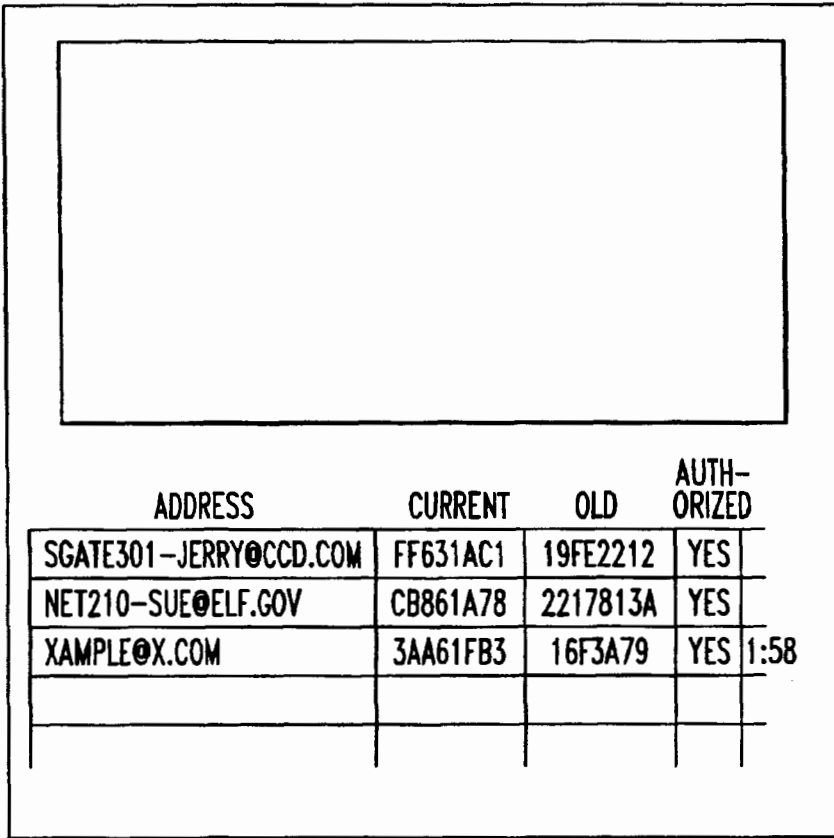 ADDRESS CURRENT OLD AUTH-
ORIZED
SGATE301-JERRY@CCD.COM FF631AC1 19FE2212 YES
NET210-SUE@ELF.GOV CB861A78 2217813A YES
XAMPLE@X.COM 3AA61FB3 16F3A79 YES 1:58